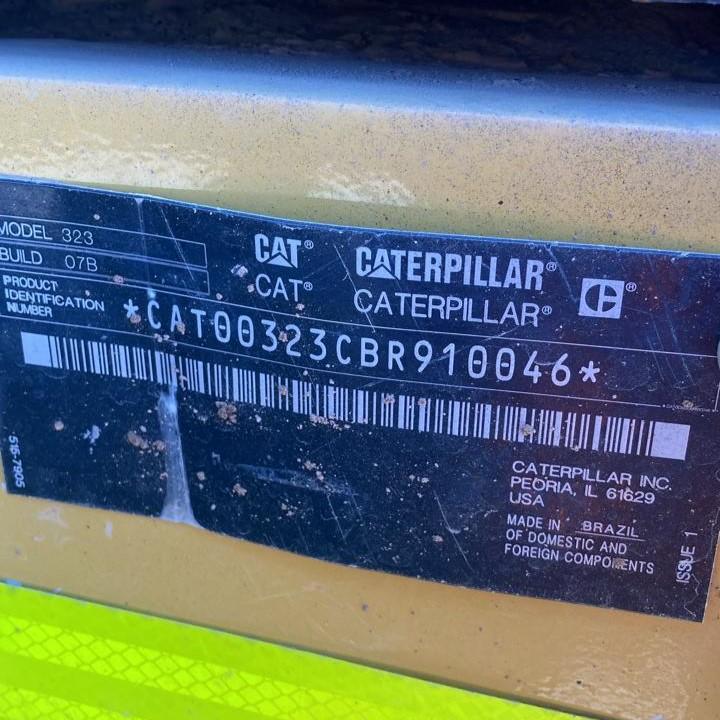 MODEL 323
BUILD 07B
CAT®
CAT®
CATERPILLAR®
CATERPILLAR®
®
PRODUCT
IDENTIFICATION
NUMBER
*CAT00323CBR910046*
516-7905
CATERPILLAR INC.
PEORIA, IL 61629
USA
MADE IN BRAZIL
OF DOMESTIC AND
FOREIGN COMPONENTS
ISSUE 1